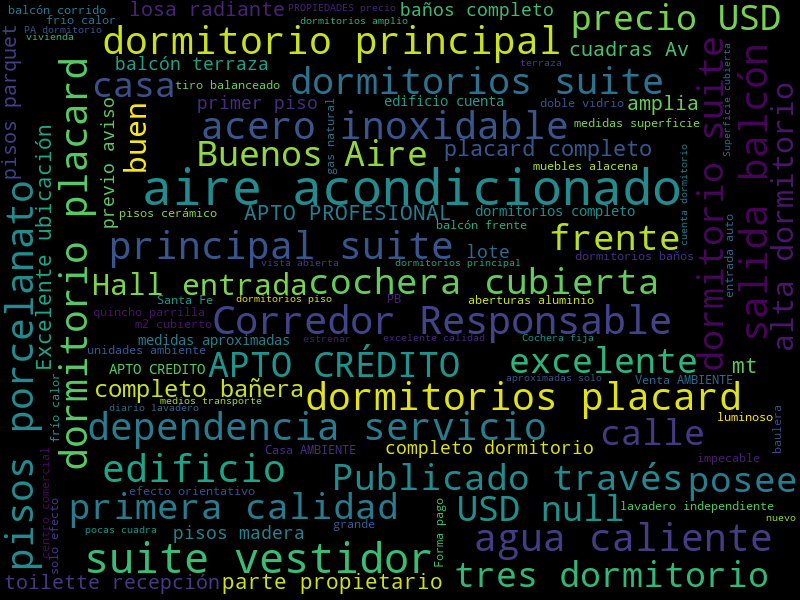 balcón corrido
frio calor
losa radiante
PROPIEDADES precio
baños completo
precio USD
PA dormitorio
dormitorios amplio
vivienda
dormitorio principal
cuadras Av
pisos parquet
balcón terraza
terraza
casa
tiro balanceado
dormitorios suite
Superficie cubierta
suite
salida balcón
primer piso
edificio cuenta
doble vidrio
amplia
previo aviso
buen
gas natural
acero inoxidable
medidas superficie
dormitorio placard
Buenos Aire
placard completo
alta dormitorio
Excelente ubicación
muebles alacena
cuenta dormitorio
dormitorio
pisos porcelanato
aire acondicionado
pisos cerámico
APTO PROFESIONAL
dormitorios completo
balcón frente
entrada auto
principal suite
lote
frente
vista abierta
dormitorios principal
dormitorios baños
Hall entrada
cochera cubierta
Santa Fe
dormitorios piso
PB
aberturas aluminio
quincho parrilla
m2 cubierto
Corredor Responsable
medidas aproximadas
estrenar
excelente calidad
Cochera fija
unidades ambiente
APTO CREDITO
APTO CRÉDITO
excelente
mt
frío calor
completo bañera
aproximadas solo
Venta AMBIENTE
medios transporte
dormitorios placard
diario lavadero
luminoso
baulera
dependencia servicio
calle
Casa AMBIENTE
completo dormitorio
centro comercial
edificio
impecable
Publicado través
posee
efecto orientativo
solo efecto
primera calidad
USD null
lavadero independiente
grande
Forma pago
nuevo
pocas cuadra
pisos madera
agua caliente
suite vestidor
toilette recepción
parte propietario
tres dormitorio